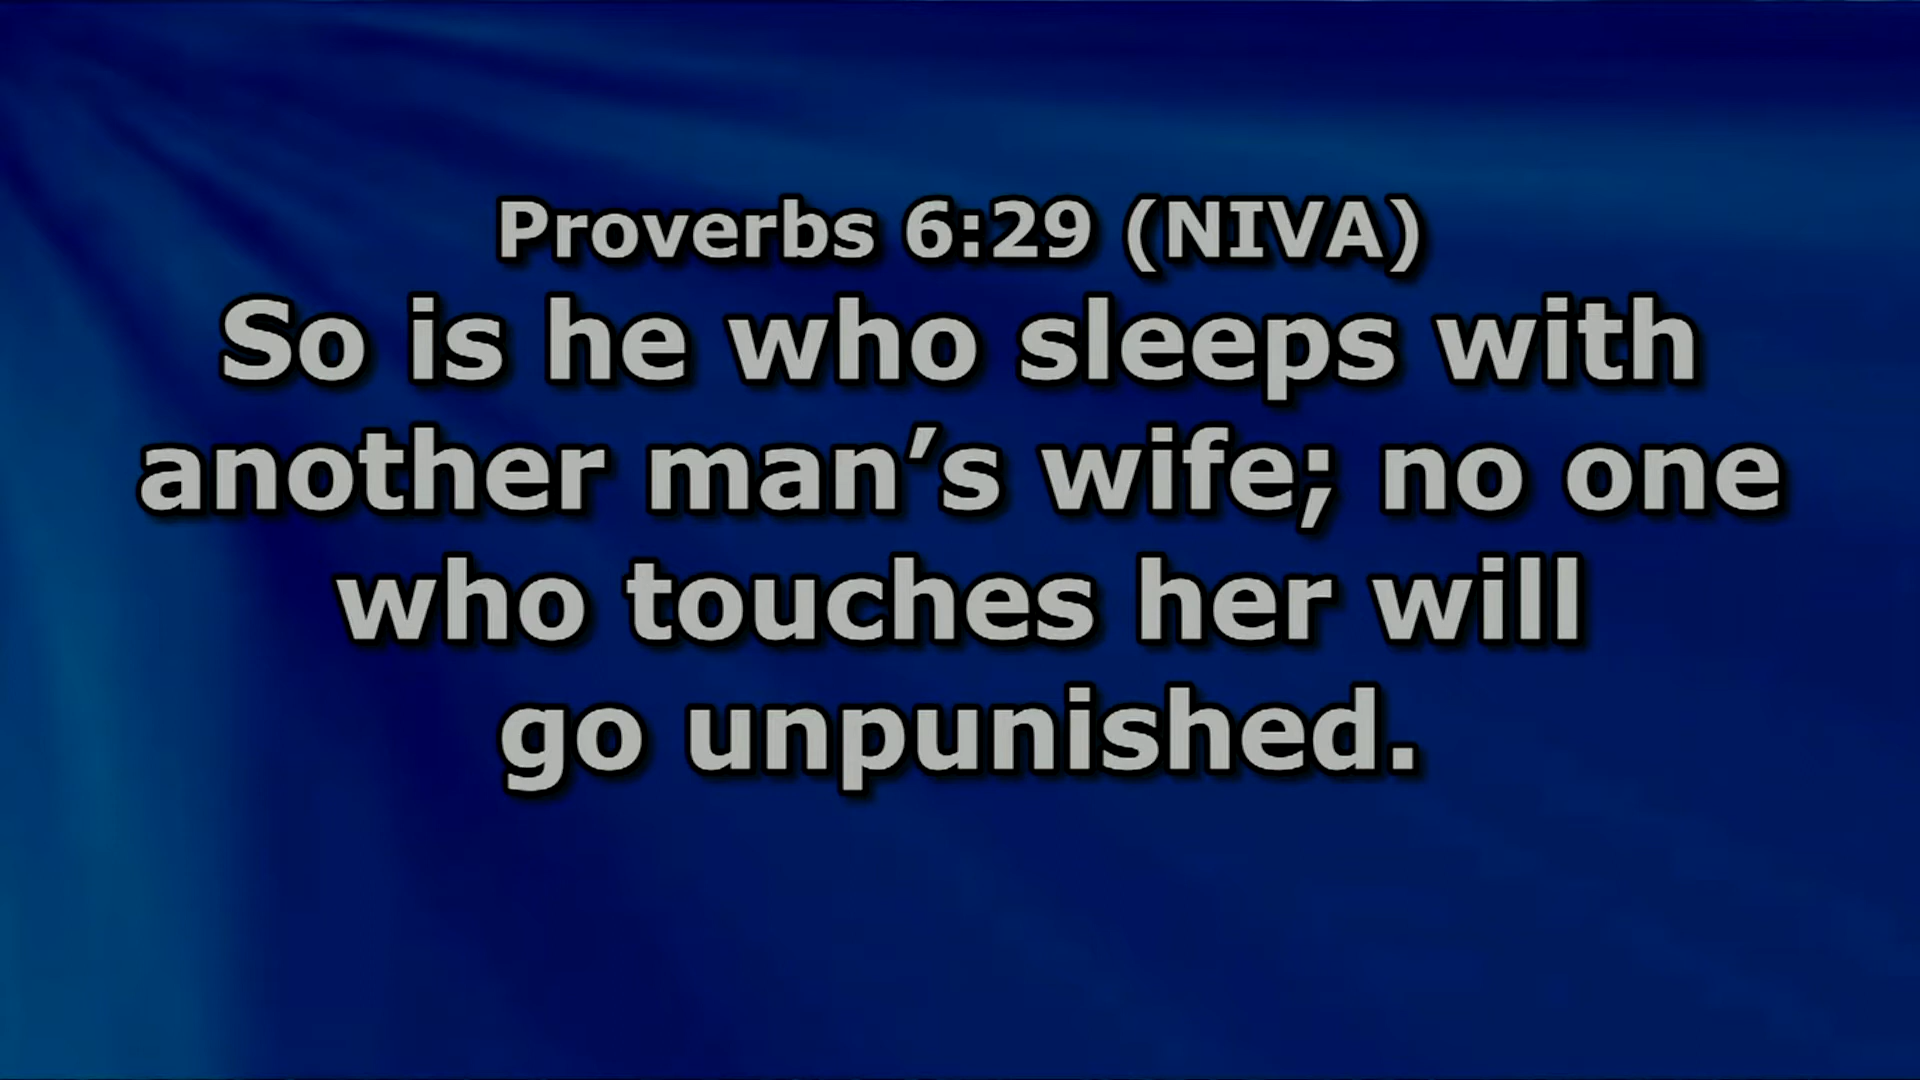 Proverbs 6:29 (NIVA)
So is he who sleeps with
another man’s wife; no one
who touches her will
go unpunished.